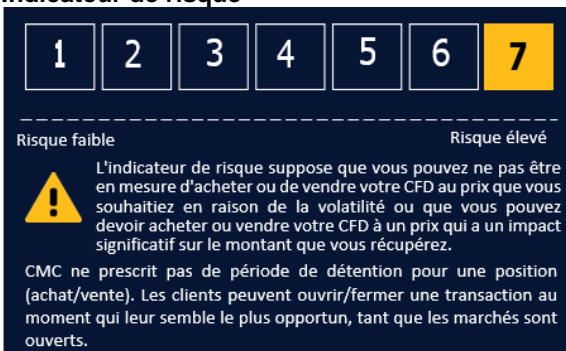 Indicateur de risque
1 2 3 4 5 6 7
Risque faible Risque élevé
L'indicateur de risque suppose que vous pouvez ne pas être
en mesure d'acheter ou de vendre votre CFD au prix que vous
souhaitiez en raison de la volatilité ou que vous pouvez
devoir acheter ou vendre votre CFD à un prix qui a un impact
significatif sur le montant que vous récupérez.
CMC ne prescrit pas de période de détention pour une position
(achat/vente). Les clients peuvent ouvrir/fermer une transaction au
moment qui leur semble le plus opportun, tant que les marchés sont
ouverts.